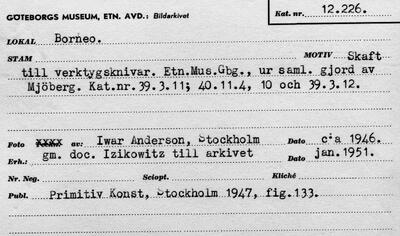 GÖTEBORGS MUSEUM, ETN. AVD.: Bildarkivet
Kat. nr. 12.226.
LOKAL Borneo.
STAM MOTIV Skaft
till verktygsknivar. Etn.Mus.Gbg., ur saml. gjord av
Mjöberg. Kat.nr.39.3.11; 40.11.4, 10 och 39.3.12.
Foto xxxx av: Iwar Anderson, Stockholm Dato c:a 1946.
Erh.: gm. doc. Izikowitz till arkivet Dato jan.1951.
Nr. Neg. Sciopt. Kliché
Publ. Primitiv Konst, Stockholm 1947, fig.133.